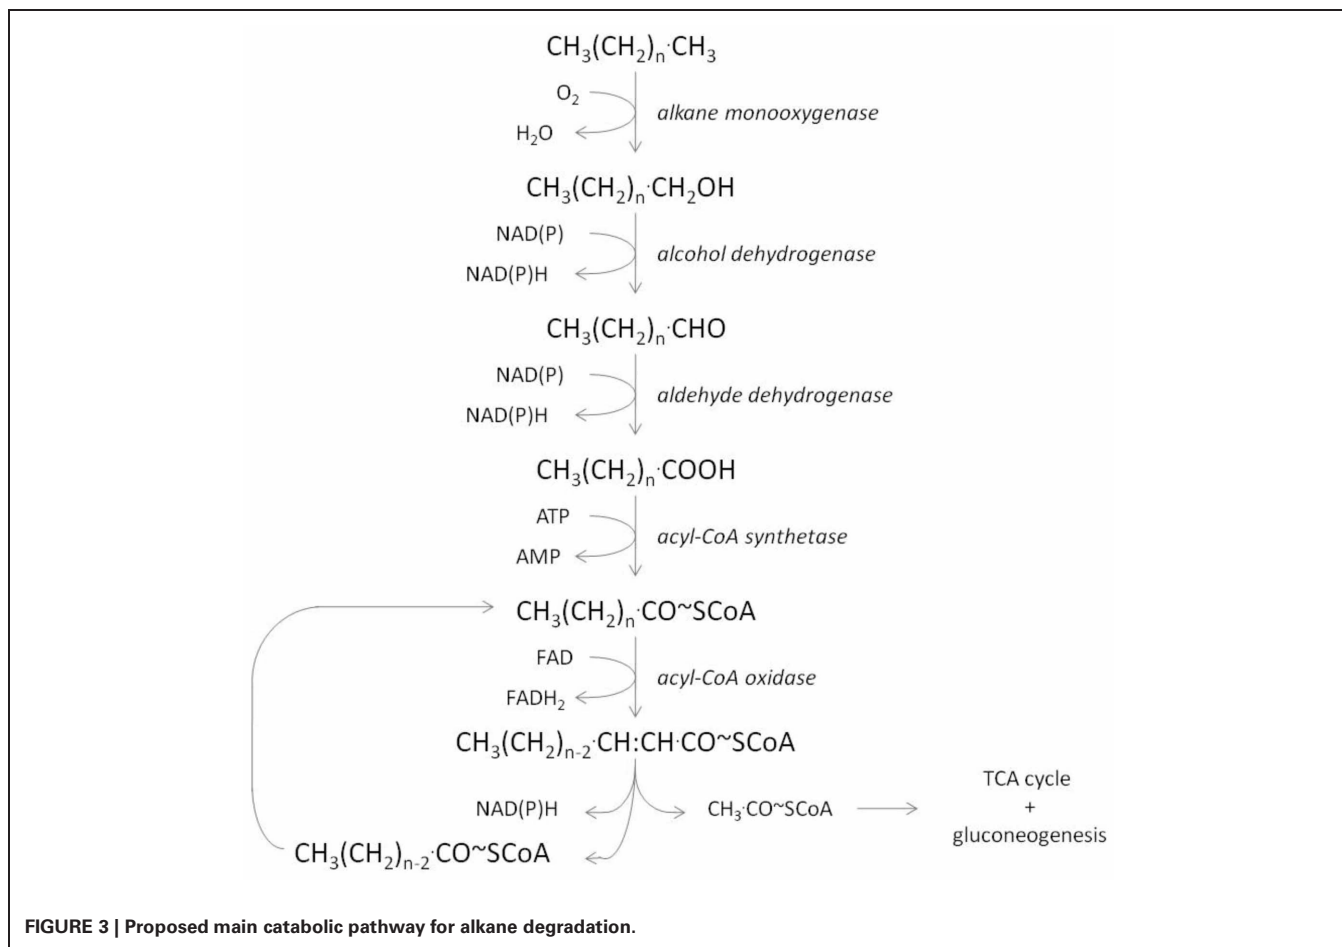 CH₃(CH₂)ₙ·CH₃
O₂
alkane monooxygenase
H₂O
CH₃(CH₂)ₙ·CH₂OH
NAD(P)
alcohol dehydrogenase
NAD(P)H
CH₃(CH₂)ₙ·CHO
NAD(P)
aldehyde dehydrogenase
NAD(P)H
CH₃(CH₂)ₙ·COOH
ATP
acyl-CoA synthetase
AMP
CH₃(CH₂)ₙ·CO~SCoA
FAD
acyl-CoA oxidase
FADH₂
CH₃(CH₂)ₙ₋₂·CH:CH·CO~SCoA
NAD(P)H
CH₃·CO~SCoA
TCA cycle
+
gluconeogenesis
CH₃(CH₂)ₙ₋₂·CO~SCoA
FIGURE 3 | Proposed main catabolic pathway for alkane degradation.